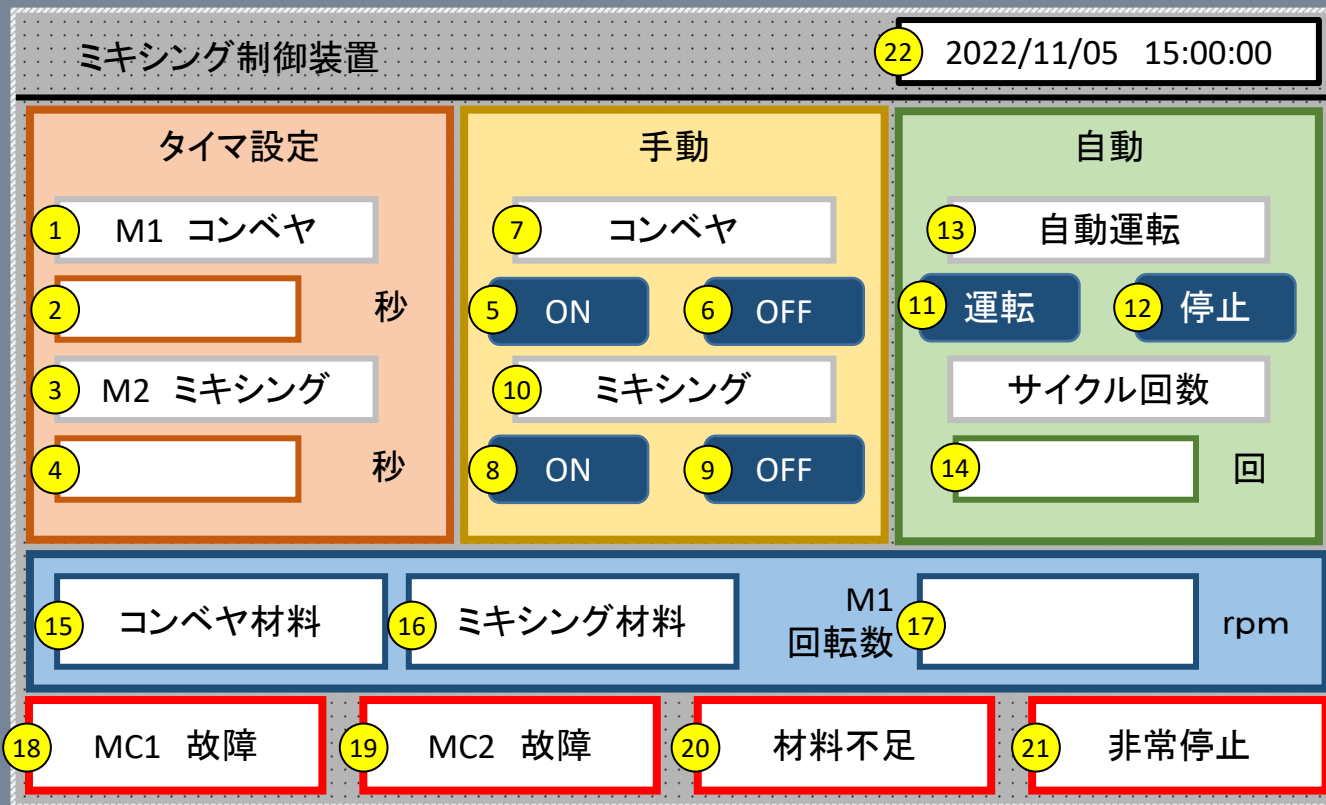 ミキシング制御装置
22 2022/11/05 15:00:00
タイマ設定
1 M1 コンベヤ
2 秒
3 M2 ミキシング
4 秒
手動
7 コンベヤ
5 ON 6 OFF
10 ミキシング
8 ON 9 OFF
自動
13 自動運転
11 運転 12 停止
サイクル回数
14 回
15 コンベヤ材料
16 ミキシング材料
M1
回転数 17 rpm
18 MC1 故障
19 MC2 故障
20 材料不足
21 非常停止